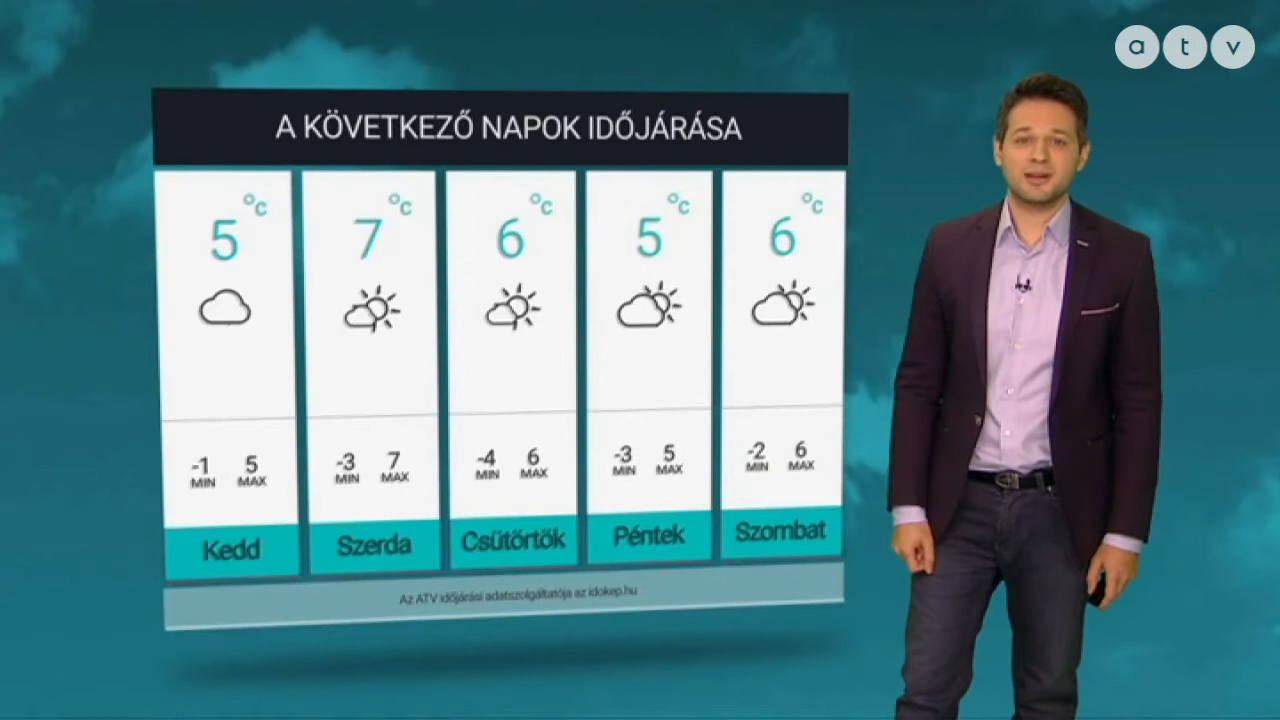 atv
A KÖVETKEZŐ NAPOK IDŐJÁRÁSA
5 °C
7 °C
6 °C
5 °C
6 °C
-1 5
MIN MAX
-3 7
MIN MAX
-4 6
MIN MAX
-3 5
MIN MAX
-2 6
MIN MAX
Kedd
Szerda
Csütörtök
Péntek
Szombat
Az ATV időjárási adatszolgáltatója az idokep.hu